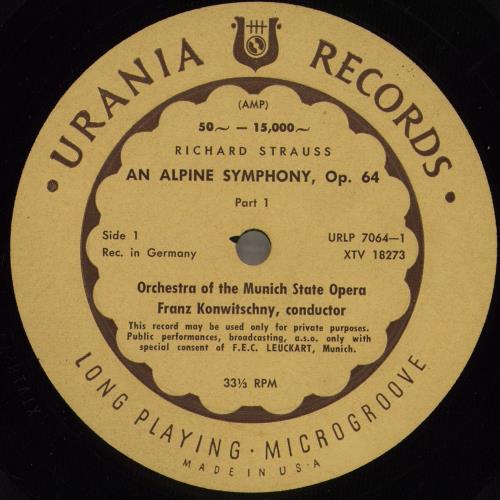 URANIA RECORDS
(AMP)
50~ — 15,000~
RICHARD STRAUSS
AN ALPINE SYMPHONY, Op. 64
Part 1
Side 1
URLP 7064—1
Rec. in Germany
XTV 18273
Orchestra of the Munich State Opera
Franz Konwitschny, conductor
This record may be used only for private purposes.
Public performances, broadcasting, a.s.o. only with
special consent of F.E.C. LEUCKART, Munich.
33⅓ RPM
LONG PLAYING · MICROGROOVE
MADE IN U·S·A